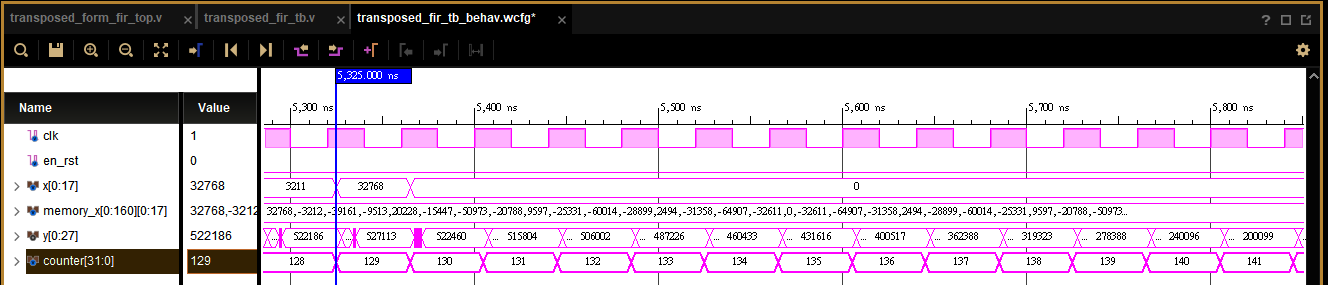 transposed_form_fir_top.v × transposed_fir_tb.v × transposed_fir_tb_behav.wcfg* ×
5,325.000 ns
Name Value
5,300 ns 5,400 ns 5,500 ns 5,600 ns 5,700 ns 5,800 ns
clk 1
en_rst 0
x[0:17] 32768 3211 32768 0
memory_x[0:160][0:17] 32768,-3212 32768,-3212,-39161,-9513,20228,-15447,-50973,-20788,9597,-25331,-60014,-28899,2494,-31358,-64907,-32611,0,-32611,-64907,-31358,2494,-28899,-60014,-25331,9597,-20788,-50973...
y[0:27] 522186 522186 ... 527113 522460 ... 515804 ... 506002 ... 487226 ... 460433 ... 431616 ... 400517 ... 362388 ... 319323 ... 278388 ... 240096 ... 200099 ...
counter[31:0] 129 128 129 130 131 132 133 134 135 136 137 138 139 140 141